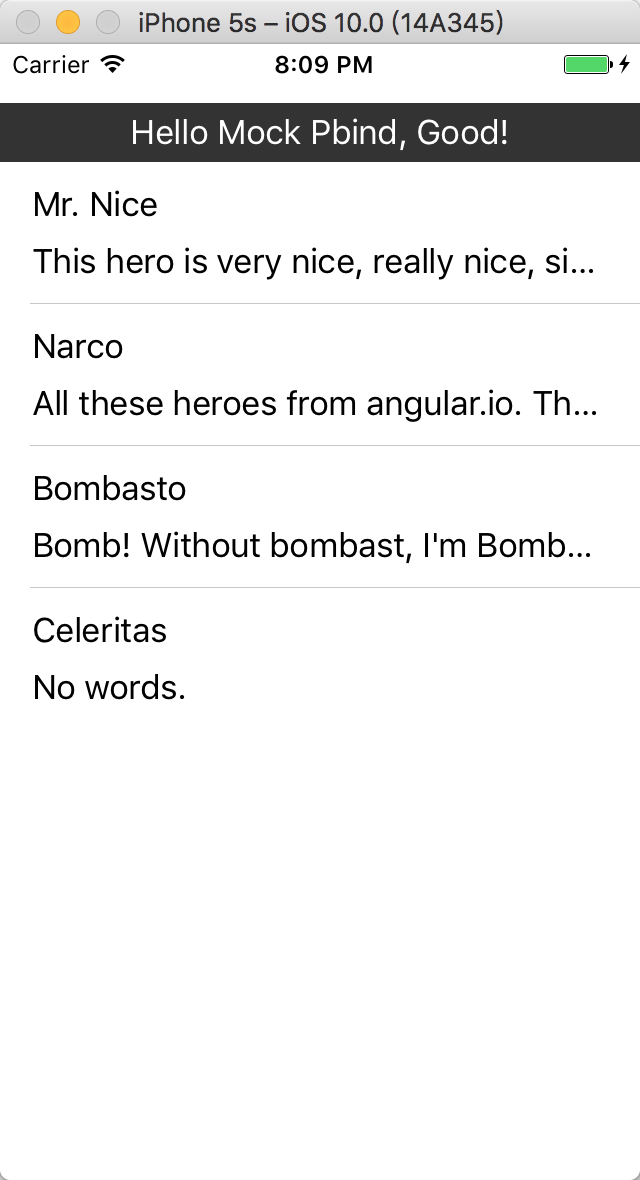 iPhone 5s – iOS 10.0 (14A345)
Carrier 8:09 PM
Hello Mock Pbind, Good!
Mr. Nice
This hero is very nice, really nice, si...
Narco
All these heroes from angular.io. Th...
Bombasto
Bomb! Without bombast, I'm Bomb...
Celeritas
No words.